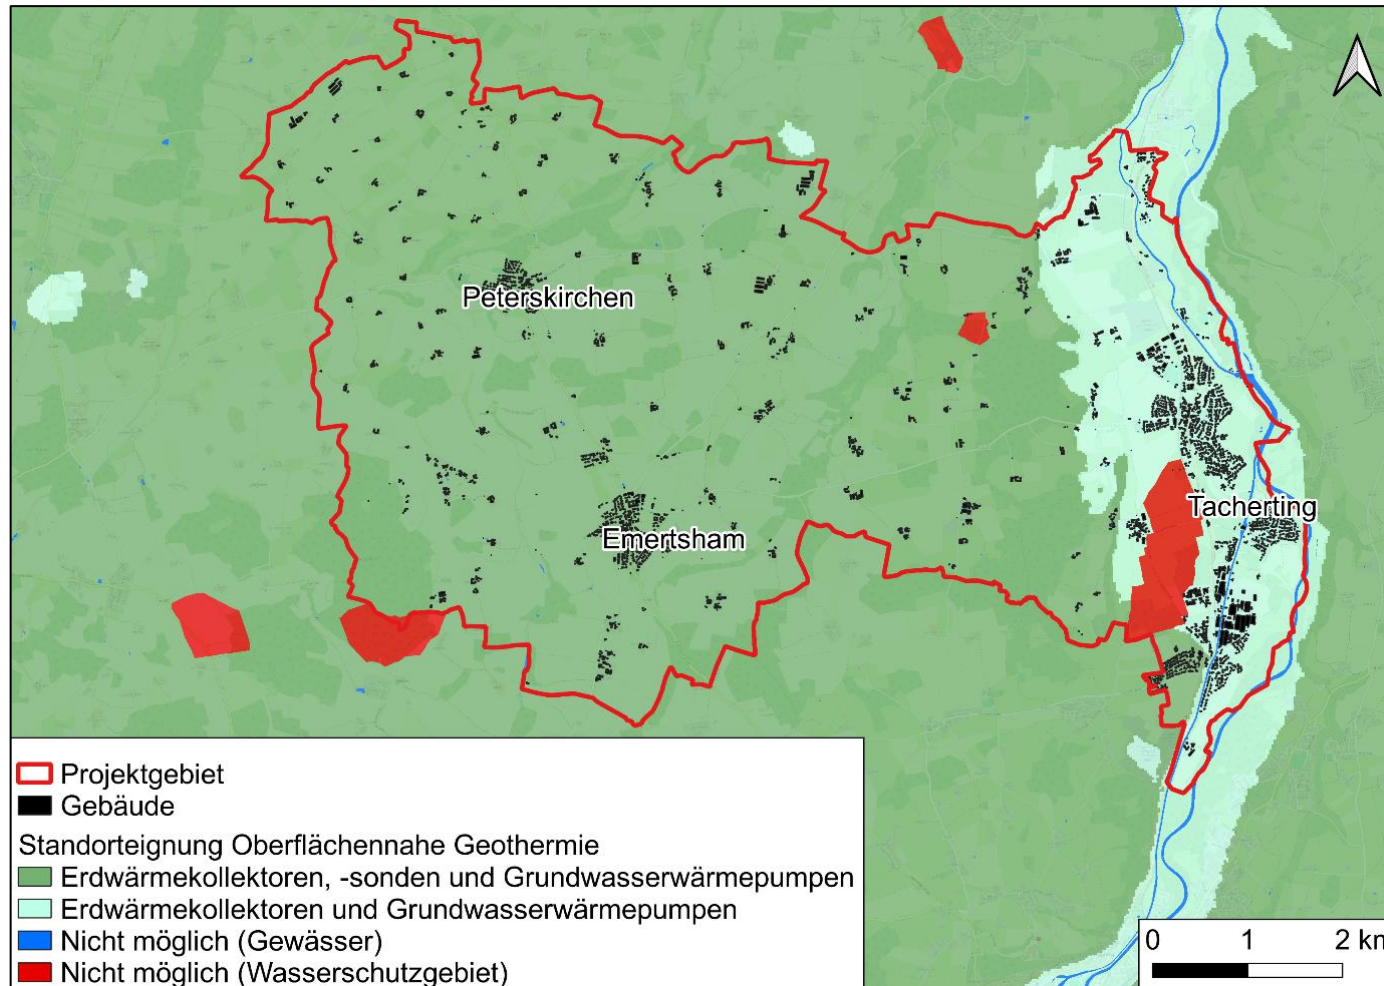 Peterskirchen
Tacherting
Emertsham
Projektgebiet
Gebäude
Standorteignung Oberflächennahe Geothermie
Erdwärmekollektoren, -sonden und Grundwasserwärmepumpen
Erdwärmekollektoren und Grundwasserwärmepumpen
Nicht möglich (Gewässer)
Nicht möglich (Wasserschutzgebiet)
0 1 2 km